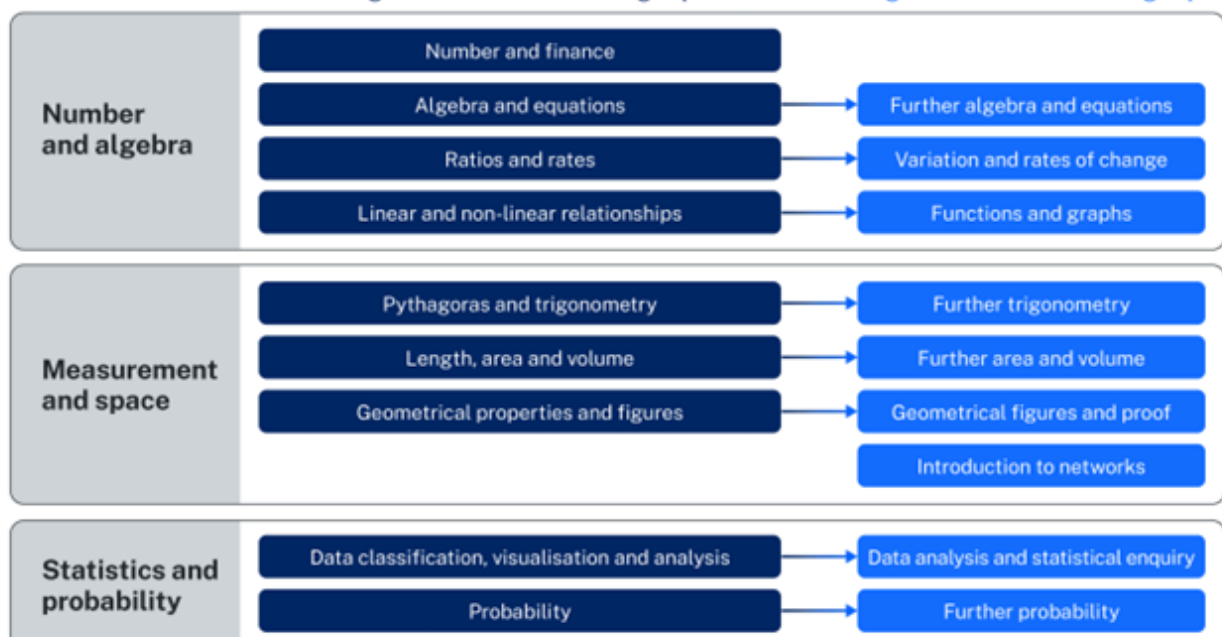 Number and finance
Number
and algebra
Algebra and equations
Further algebra and equations
Ratios and rates
Variation and rates of change
Linear and non-linear relationships
Functions and graphs
Measurement
and space
Pythagoras and trigonometry
Further trigonometry
Length, area and volume
Further area and volume
Geometrical properties and figures
Geometrical figures and proof
Introduction to networks
Statistics and
probability
Data classification, visualisation and analysis
Data analysis and statistical enquiry
Probability
Further probability